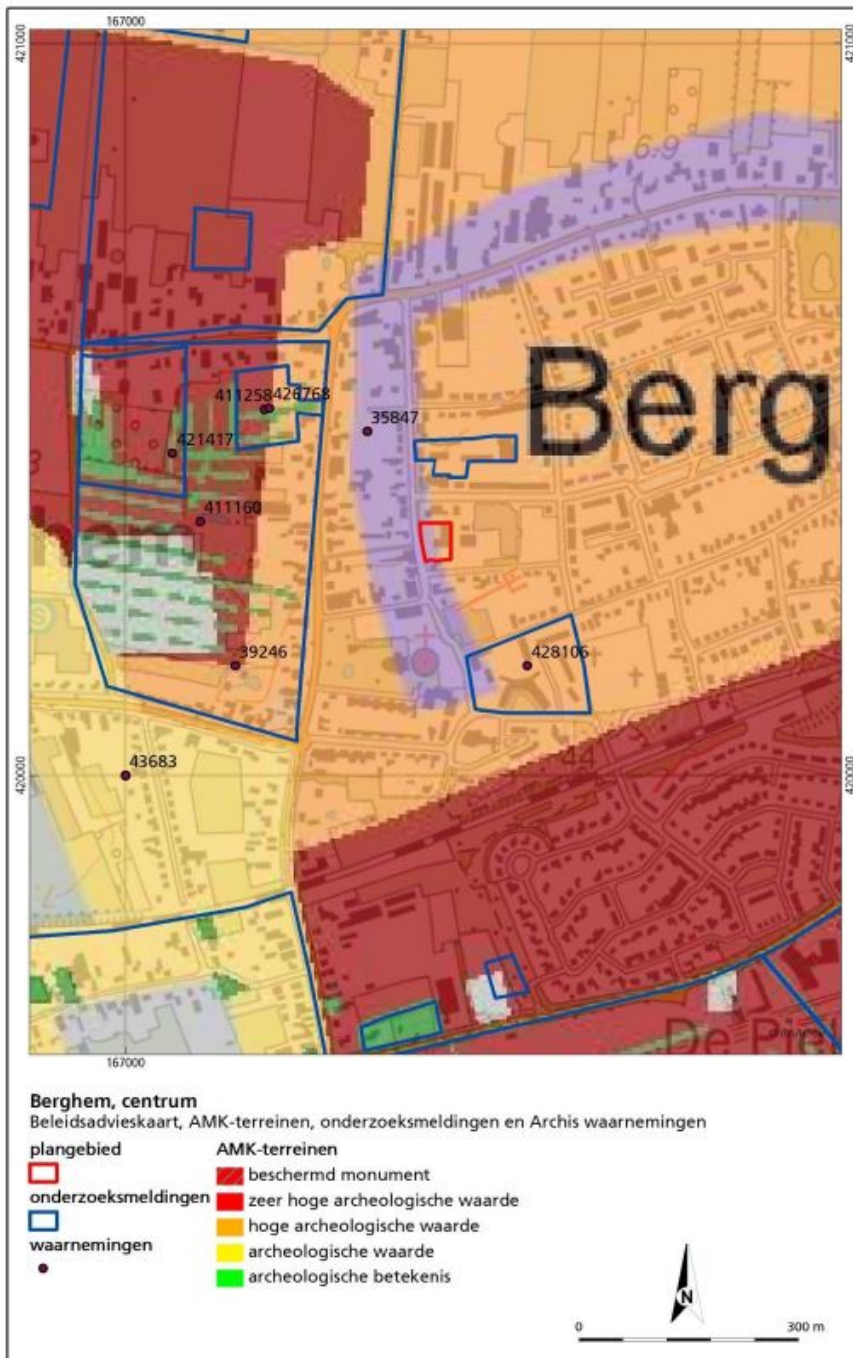 167000
421000
421000
6.9
Berg
411258
426768
35847
421417
411160
39246
428106
43683
420000
420000
De Piel
167000
Berghem, centrum
Beleidsadvieskaart, AMK-terreinen, onderzoeksmeldingen en Archis waarnemingen
plangebied
AMK-terreinen
beschermd monument
onderzoeksmeldingen
zeer hoge archeologische waarde
hoge archeologische waarde
waarnemingen
archeologische waarde
archeologische betekenis
N
0
300 m